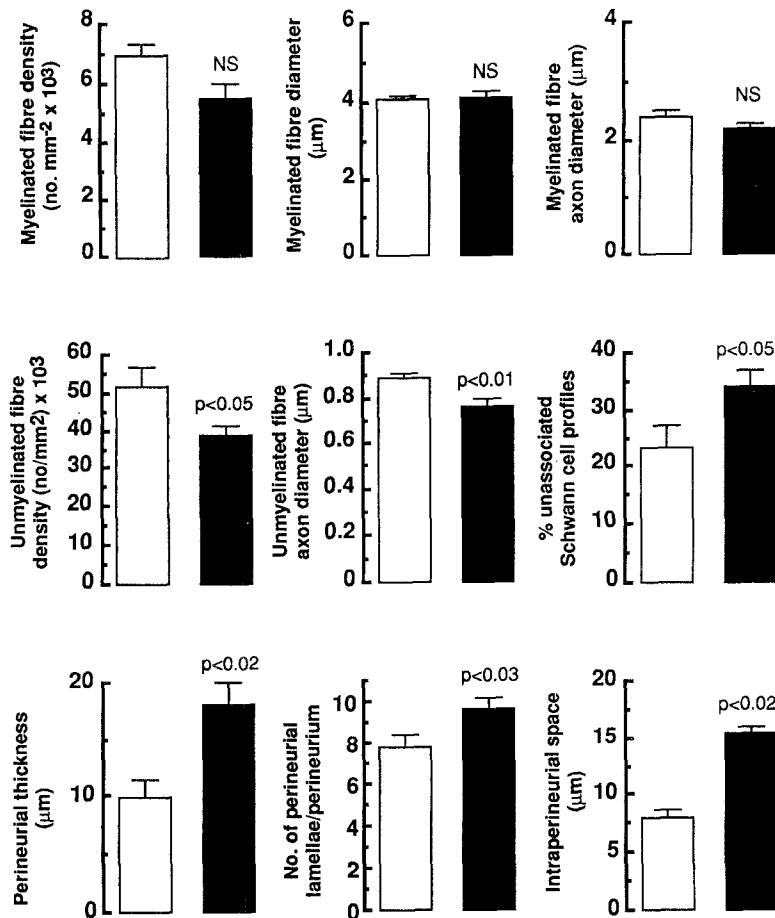 Myelinated fibre density
(no. mm-2 x 10³)
8
6
4
2
0
NS
Myelinated fibre diameter
(μm)
6
4
2
0
NS
Myelinated fibre
axon diameter (μm)
4
2
0
NS
Unmyelinated fibre
density (no/mm2) x 10³
60
50
40
30
20
10
0
p<0.05
Unmyelinated fibre
axon diameter (μm)
1.0
0.8
0.6
0.4
0.2
0
p<0.01
% unassociated
Schwann cell profiles
40
30
20
10
0
p<0.05
Perineurial thickness
(μm)
20
10
0
p<0.02
No. of perineurial
lamellae/perineurium
10
8
6
4
2
0
p<0.03
Intraperineurial space
(μm)
20
15
10
5
0
p<0.02